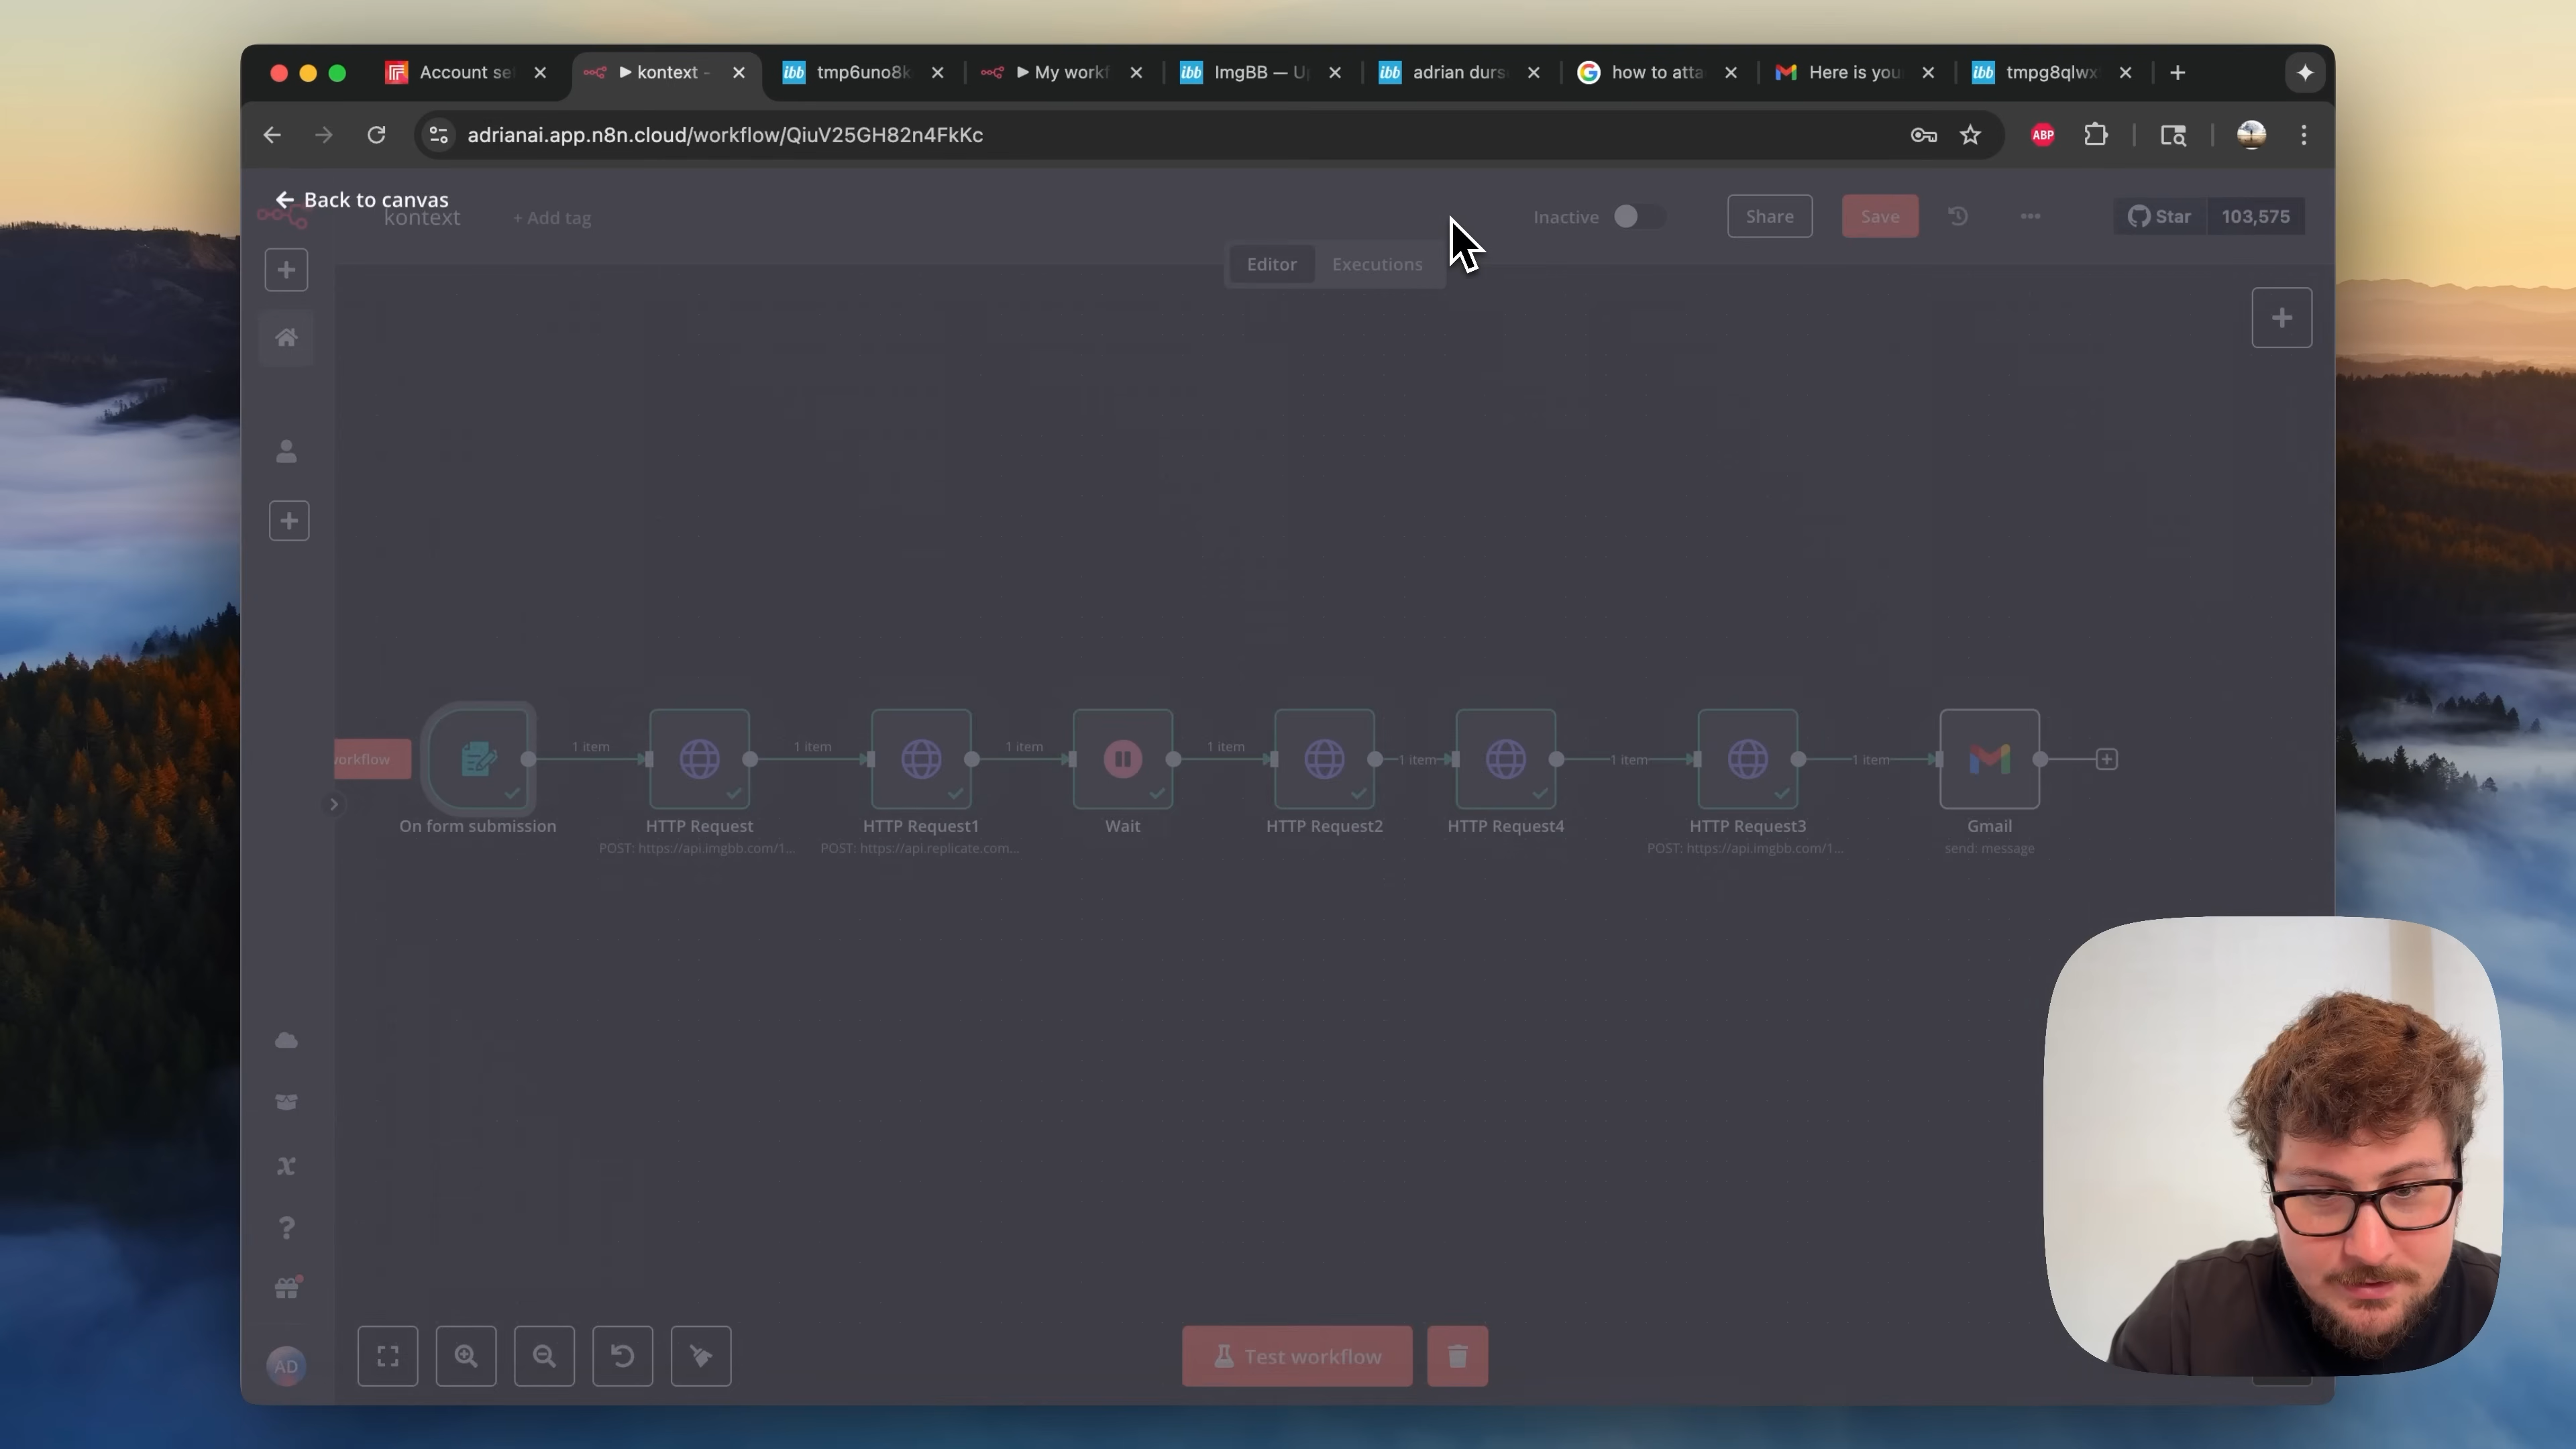 Account se
kontext -
ibb tmp6uno8k
My workf
ibb ImgBB — U
ibb adrian durs
how to atta
Here is you
ibb tmpg8qlwx
adrianai.app.n8n.cloud/workflow/QiuV25GH82n4FkKc
ABP
Back to canvas
kontext
+ Add tag
Inactive
Share
Save
Star
103,575
Editor
Executions
orkflow
1 item
1 item
1 item
1 item
1 item
1 item
1 item
On form submission
HTTP Request
HTTP Request1
Wait
HTTP Request2
HTTP Request4
HTTP Request3
Gmail
POST: https://api.imgbb.com/1...
POST: https://api.replicate.com...
POST: https://api.imgbb.com/1...
send: message
AD
Test workflow